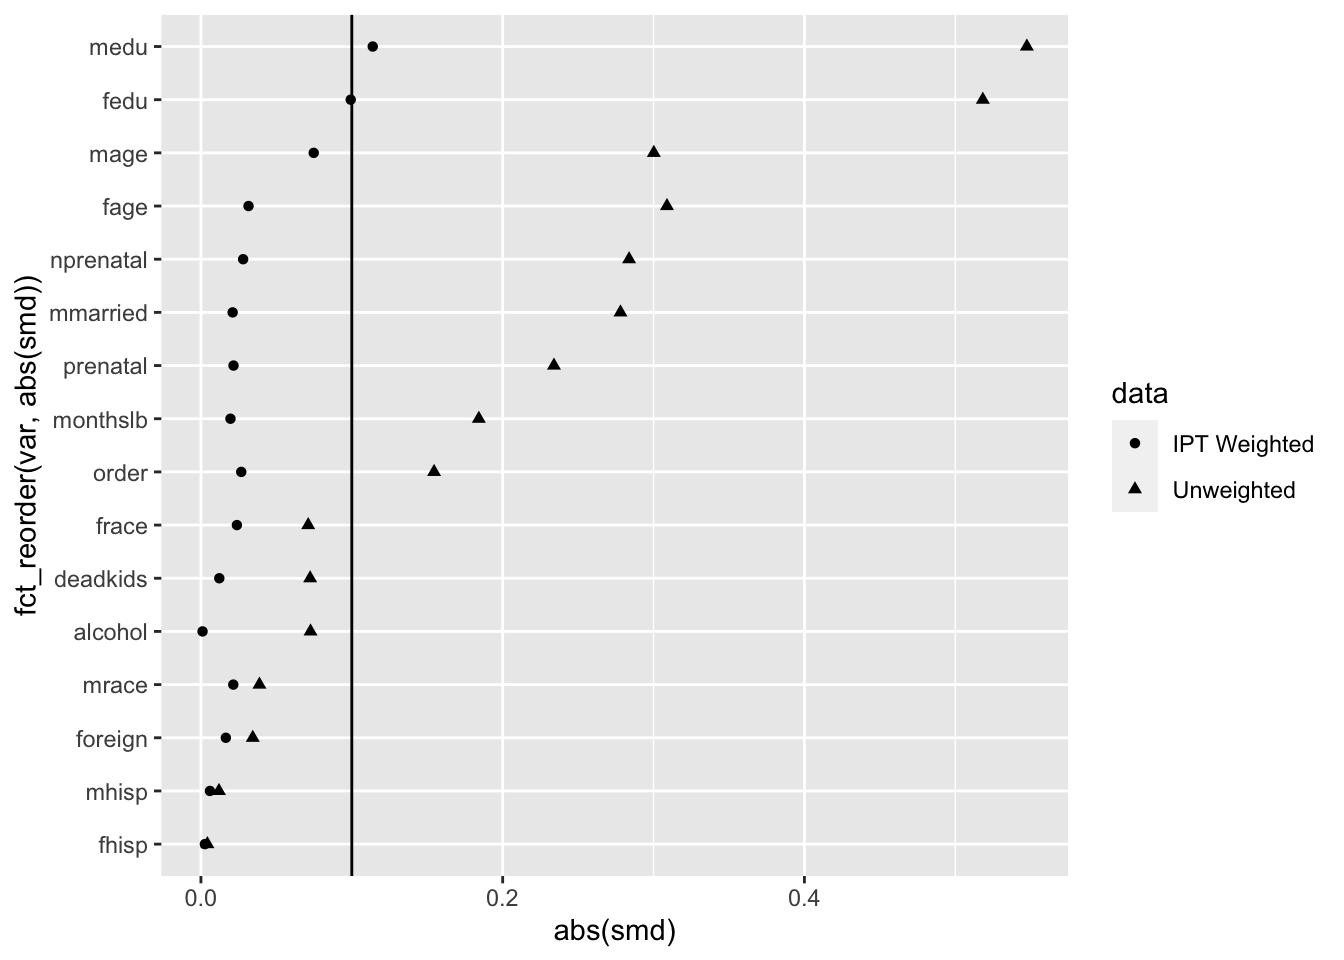 medu
fedu
mage
fage
nprenatal
mmarried
prenatal
monthslb
order
frace
deadkids
alcohol
mrace
foreign
mhisp
fhisp
fct_reorder(var, abs(smd))
0.0
0.2
0.4
abs(smd)
data
IPT Weighted
Unweighted